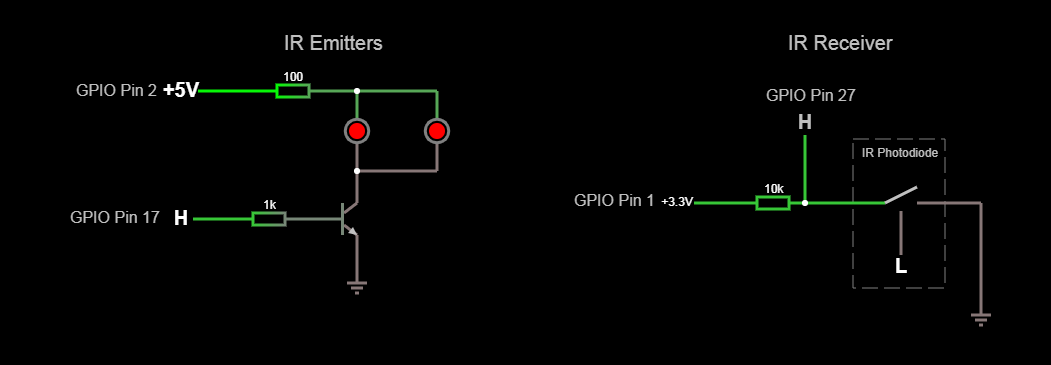 IR Emitters
IR Receiver
100
GPIO Pin 2 +5V
GPIO Pin 27
H
IR Photodiode
10k
GPIO Pin 1 +3.3V
1k
GPIO Pin 17 H
L